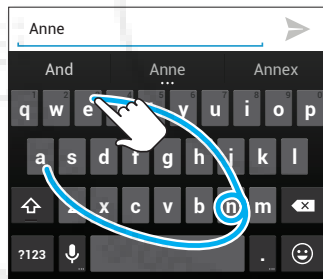 Anne
And Anne Annex
q w e y u i o p
a s d f g h j k l
z x c v b n m
?123 .